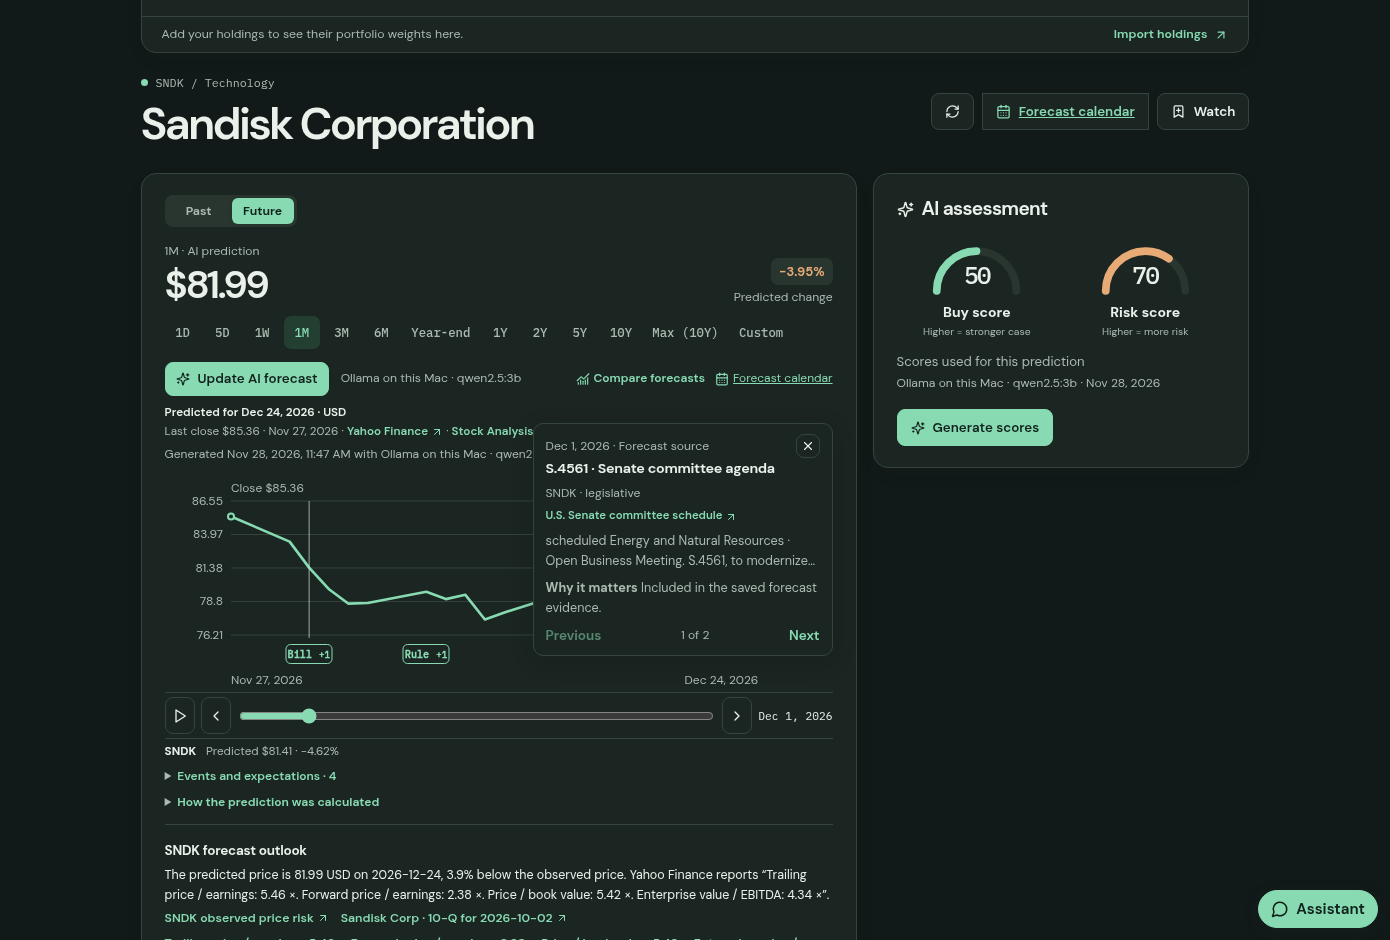 Add your holdings to see their portfolio weights here.
Import holdings
SNDK / Technology
Sandisk Corporation
Forecast calendar
Watch
Past
Future
1M · AI prediction
$81.99
−3.95%
Predicted change
1D 5D 1W 1M 3M 6M Year-end 1Y 2Y 5Y 10Y Max (10Y) Custom
Update AI forecast
Ollama on this Mac · qwen2.5:3b
Compare forecasts
Forecast calendar
Predicted for Dec 24, 2026 · USD
Last close $85.36 · Nov 27, 2026 · Yahoo Finance · Stock Analysis
Generated Nov 28, 2026, 11:47 AM with Ollama on this Mac · qwen2
Close $85.36
86.55
83.97
81.38
78.8
76.21
Bill +1
Rule +1
Nov 27, 2026
Dec 24, 2026
Dec 1, 2026 · Forecast source
S.4561 · Senate committee agenda
SNDK · legislative
U.S. Senate committee schedule
scheduled Energy and Natural Resources ·
Open Business Meeting. S.4561, to modernize…
Why it matters Included in the saved forecast
evidence.
Previous
1 of 2
Next
Dec 1, 2026
SNDK Predicted $81.41 · −4.62%
Events and expectations · 4
How the prediction was calculated
SNDK forecast outlook
The predicted price is 81.99 USD on 2026-12-24, 3.9% below the observed price. Yahoo Finance reports “Trailing
price / earnings: 5.46 ×. Forward price / earnings: 2.38 ×. Price / book value: 5.42 ×. Enterprise value / EBITDA: 4.34 ×”.
SNDK observed price risk
Sandisk Corp · 10-Q for 2026-10-02
AI assessment
50
Buy score
Higher = stronger case
70
Risk score
Higher = more risk
Scores used for this prediction
Ollama on this Mac · qwen2.5:3b · Nov 28, 2026
Generate scores
Assistant